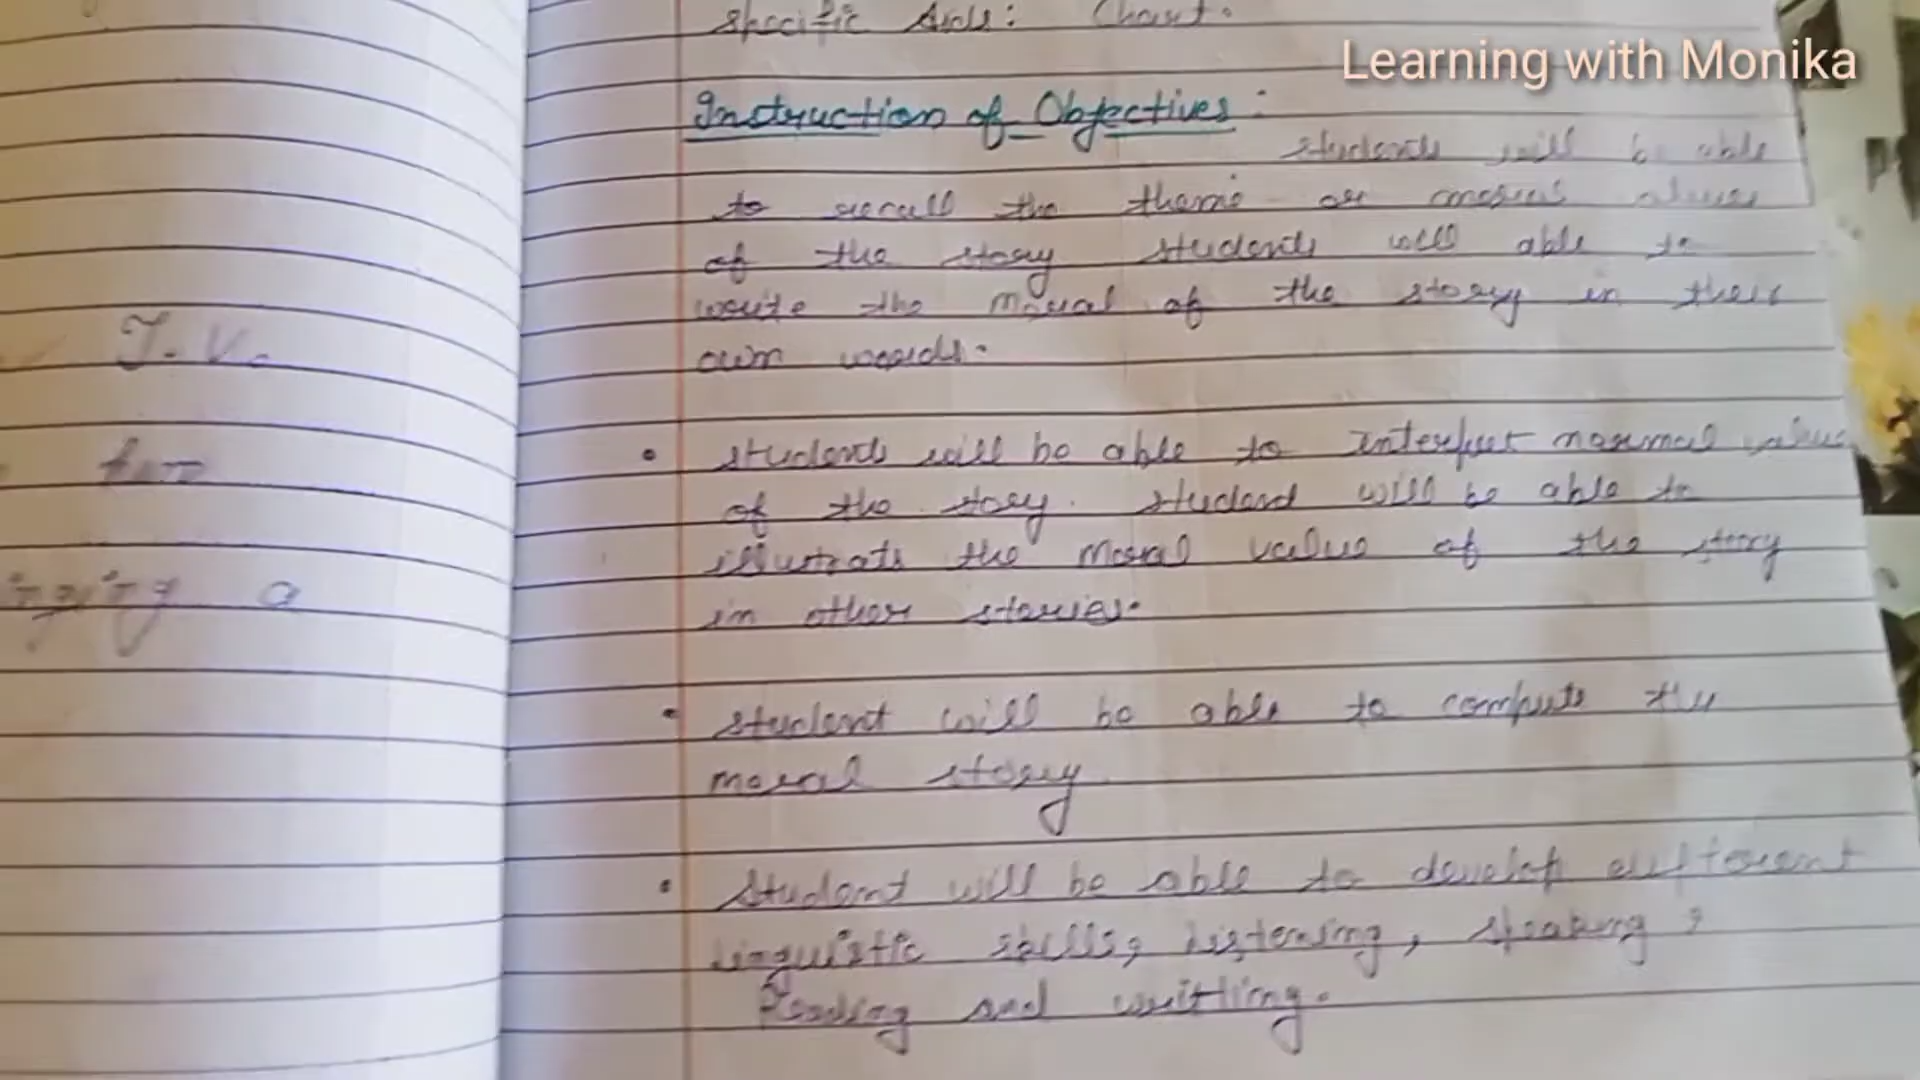 Specific Aids: Chart.
Learning with Monika
Instruction of Objectives :
students will be able
to recall the theme or moral values
of the story students will able to
write the moral of the story in their
own words.
• students will be able to interpret normal value
of the story. student will be able to
illustrate the moral value of the story
in other stories.
• student will be able to compute the
moral story.
• student will be able to develop different
linguistic skills, listening, speaking,
Reading and writting.
T.V.
inging a